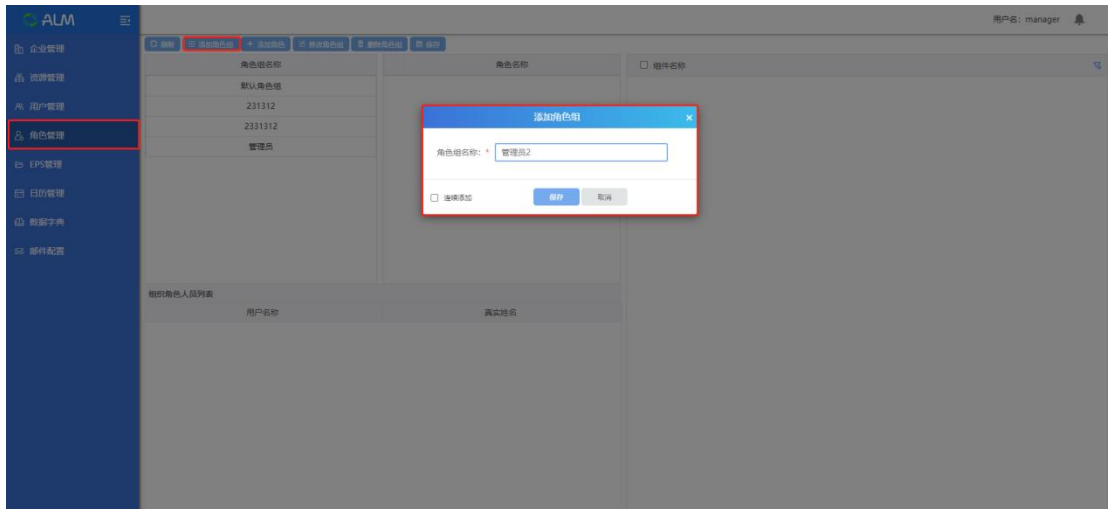 ALM
用户名: manager
企业管理
资源管理
用户管理
角色管理
EPS管理
日历管理
数据字典
邮件配置
刷新 添加角色组 添加角色 修改角色组 删除角色组 保存
角色组名称 角色名称 组件名称
默认角色组
231312
2331312
管理员
添加角色组 ×
角色组名称: * 管理员2
连续添加 保存 取消
组织角色人员列表
用户名称 真实姓名